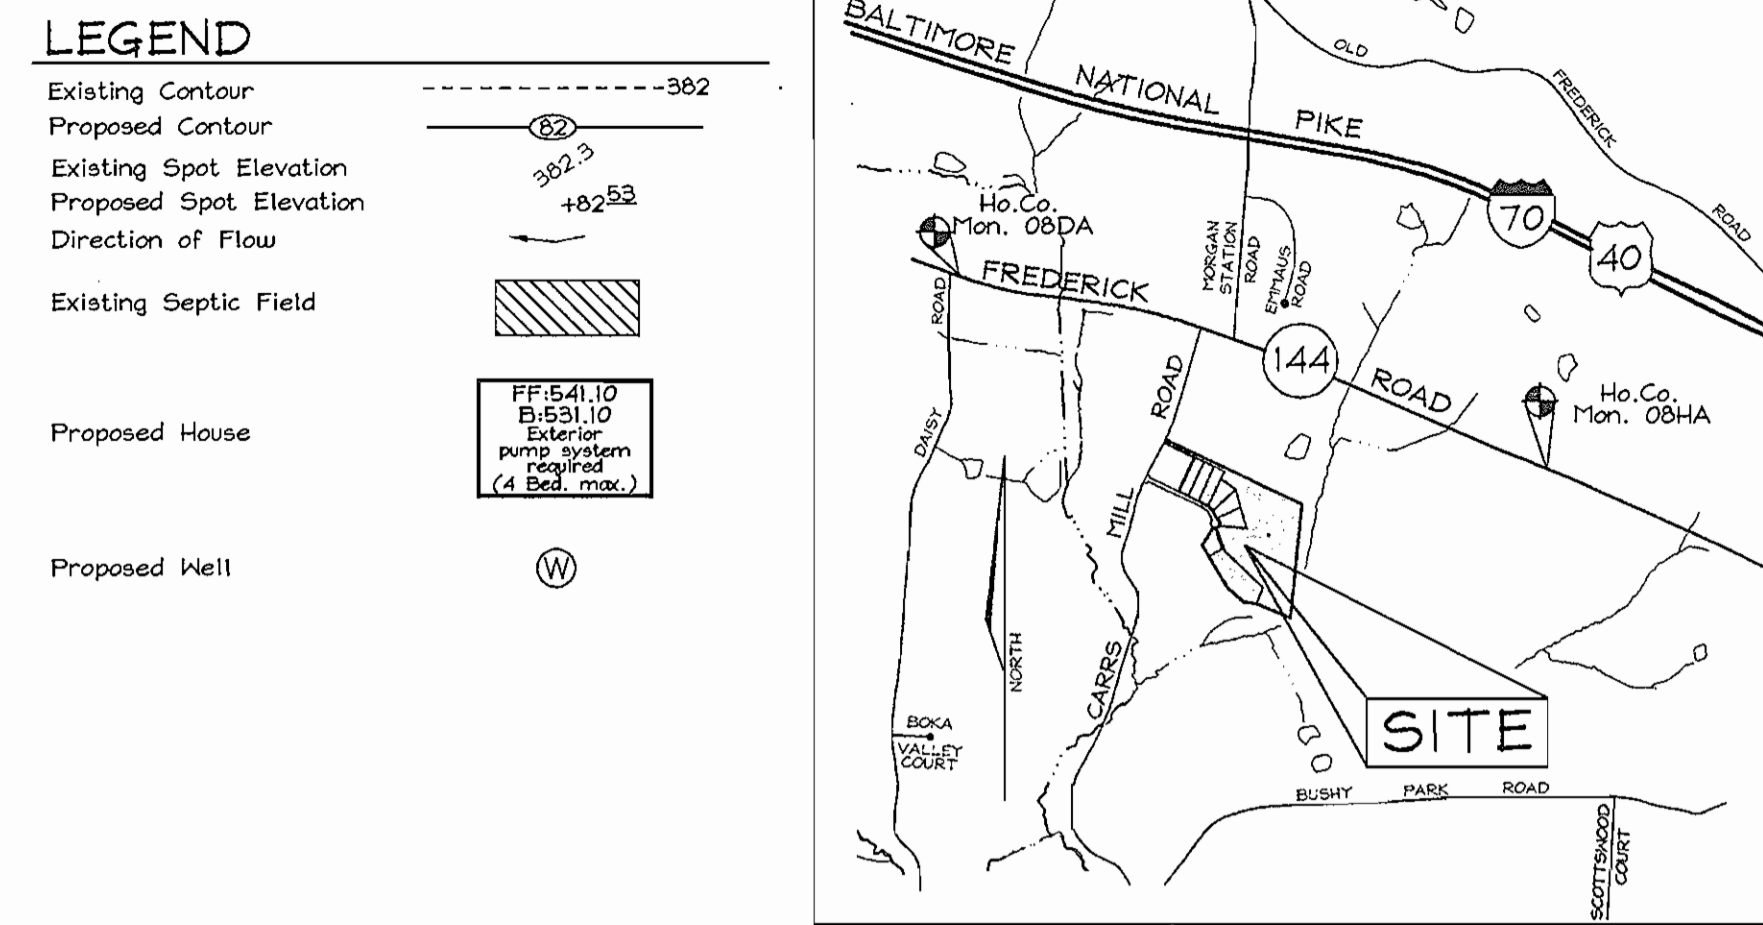 LEGEND
Existing Contour
382
Proposed Contour
82
Existing Spot Elevation
382.3
Proposed Spot Elevation
+82 53
Direction of Flow
Existing Septic Field
Proposed House
FF:541.10
B:531.10
Exterior
pump system
required
(4 Bed. max.)
Proposed Well
W
BALTIMORE NATIONAL PIKE
OLD FREDERICK ROAD
70
40
Ho.Co.
Mon. 08DA
MORGAN
STATION
ROAD
EMMAUS
ROAD
FREDERICK ROAD
144
Ho.Co.
Mon. 08HA
DAISY ROAD
CARRS MILL ROAD
NORTH
BOKA
VALLEY
COURT
SITE
BUSHY PARK ROAD
SCOTTSWOOD
COURT